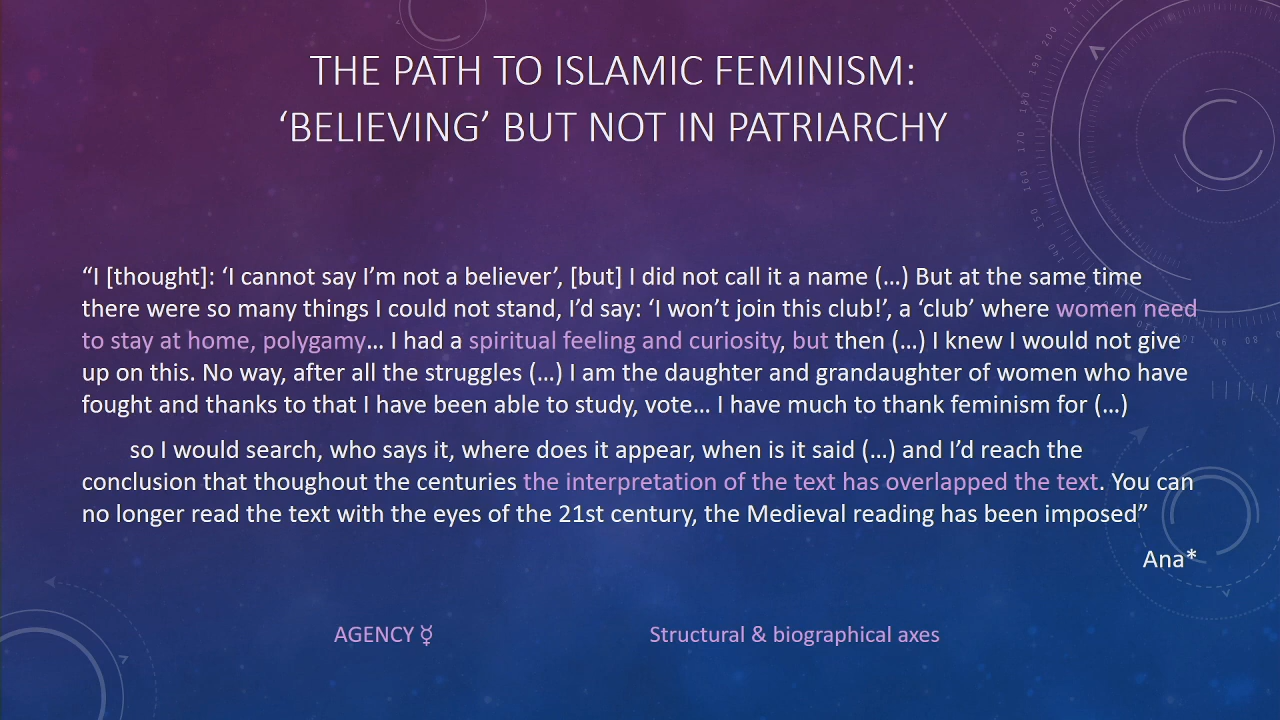 THE PATH TO ISLAMIC FEMINISM:
‘BELIEVING’ BUT NOT IN PATRIARCHY
“I [thought]: ‘I cannot say I’m not a believer’, [but] I did not call it a name (…) But at the same time
there were so many things I could not stand, I’d say: ‘I won’t join this club!’, a ‘club’ where women need
to stay at home, polygamy… I had a spiritual feeling and curiosity, but then (…) I knew I would not give
up on this. No way, after all the struggles (…) I am the daughter and grandaughter of women who have
fought and thanks to that I have been able to study, vote… I have much to thank feminism for (…)
so I would search, who says it, where does it appear, when is it said (…) and I’d reach the
conclusion that thoughout the centuries the interpretation of the text has overlapped the text. You can
no longer read the text with the eyes of the 21st century, the Medieval reading has been imposed”
Ana*
AGENCY ☿ Structural & biographical axes